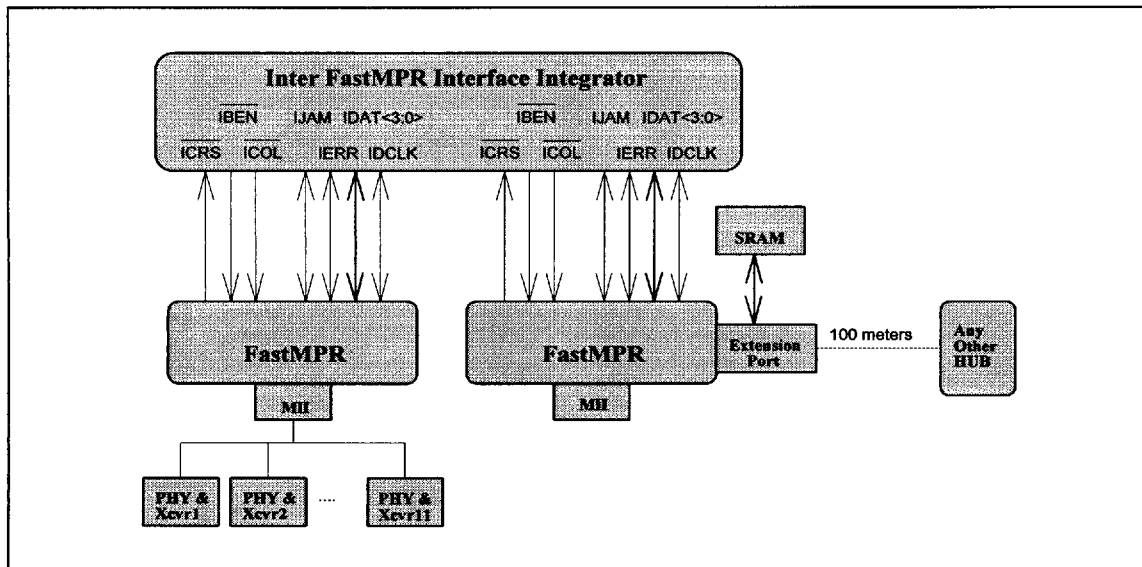 Inter FastMPR Interface Integrator
IBEN IJAM IDAT<3;0> IBEN IJAM IDAT<3;0>
ICRS ICOL IERR IDCLK ICRS ICOL IERR IDCLK
SRAM
FastMPR
FastMPR
Extension
Port
100 meters
Any
Other
HUB
MII
MII
PHY &
Xcvr1
PHY &
Xcvr2
....
PHY &
Xcvr11